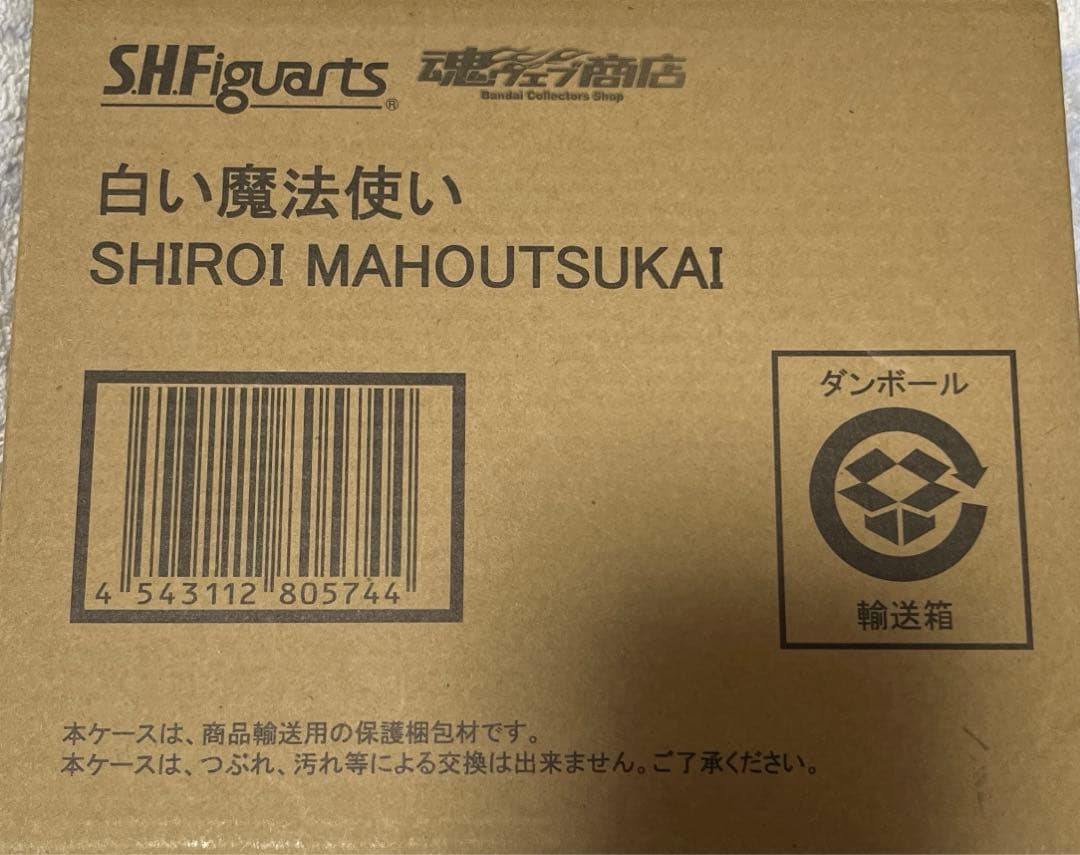 S.H.Figuarts® 魂ウェブ商店
Bandai Collectors Shop
白い魔法使い
SHIROI MAHOUTSUKAI
ダンボール
4 543112 805744
輸送箱
本ケースは、商品輸送用の保護梱包材です。
本ケースは、つぶれ、汚れ等による交換は出来ません。ご了承ください。